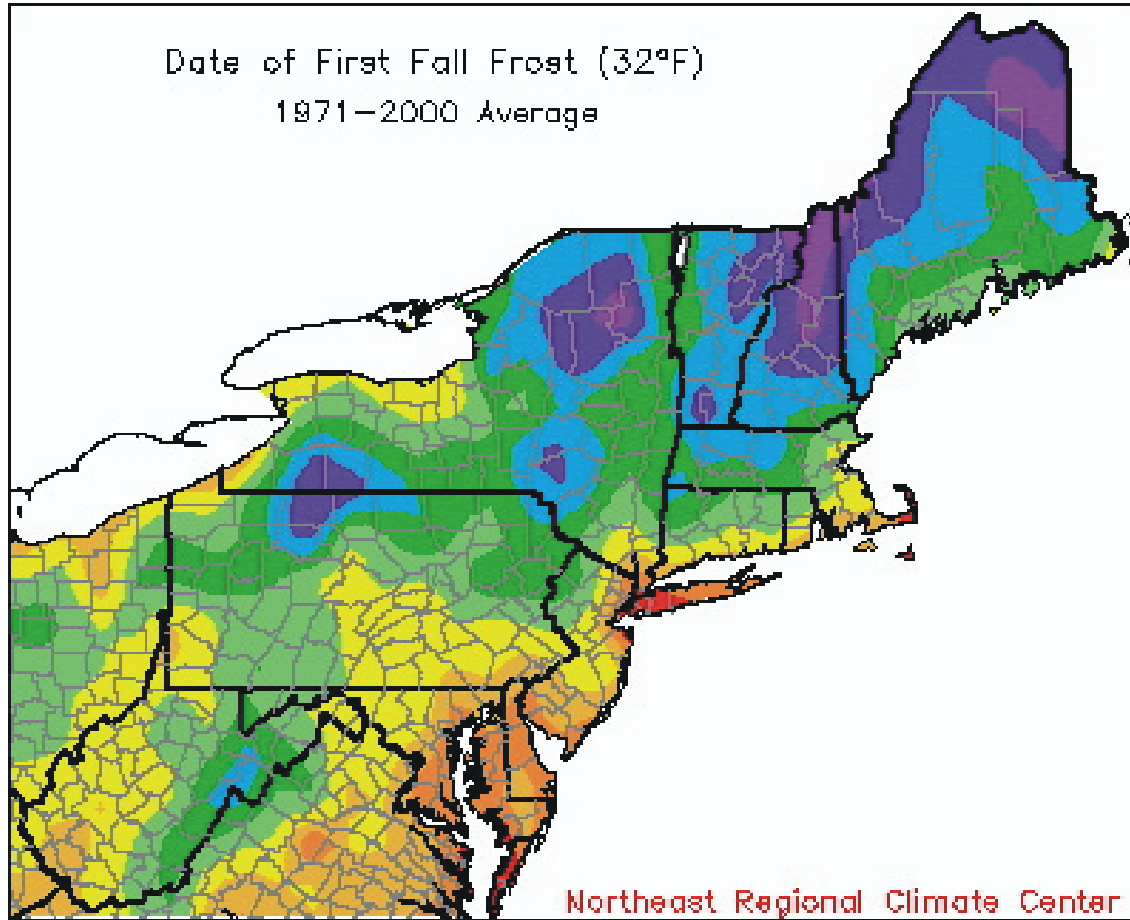 Date of First Fall Frost (32°F)
1971-2000 Average
Northeast Regional Climate Center